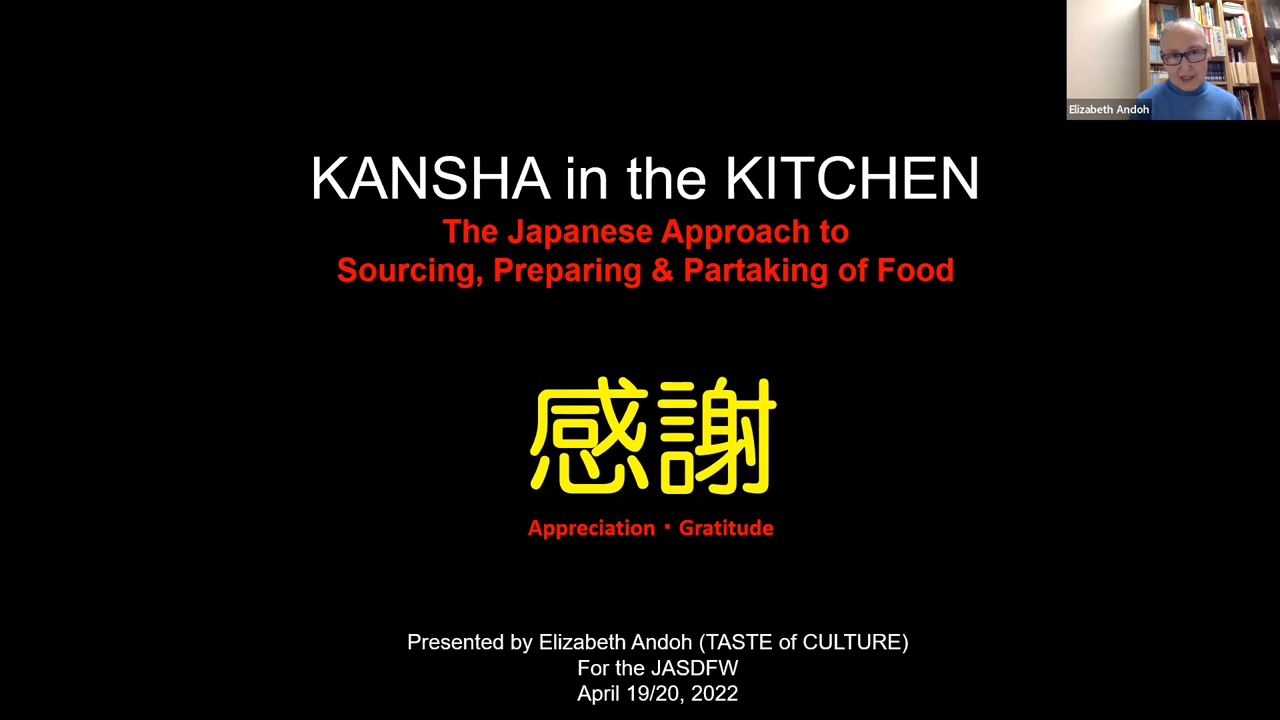 Elizabeth Andoh
KANSHA in the KITCHEN
The Japanese Approach to
Sourcing, Preparing & Partaking of Food
感謝
Appreciation・Gratitude
Presented by Elizabeth Andoh (TASTE of CULTURE)
For the JASDFW
April 19/20, 2022